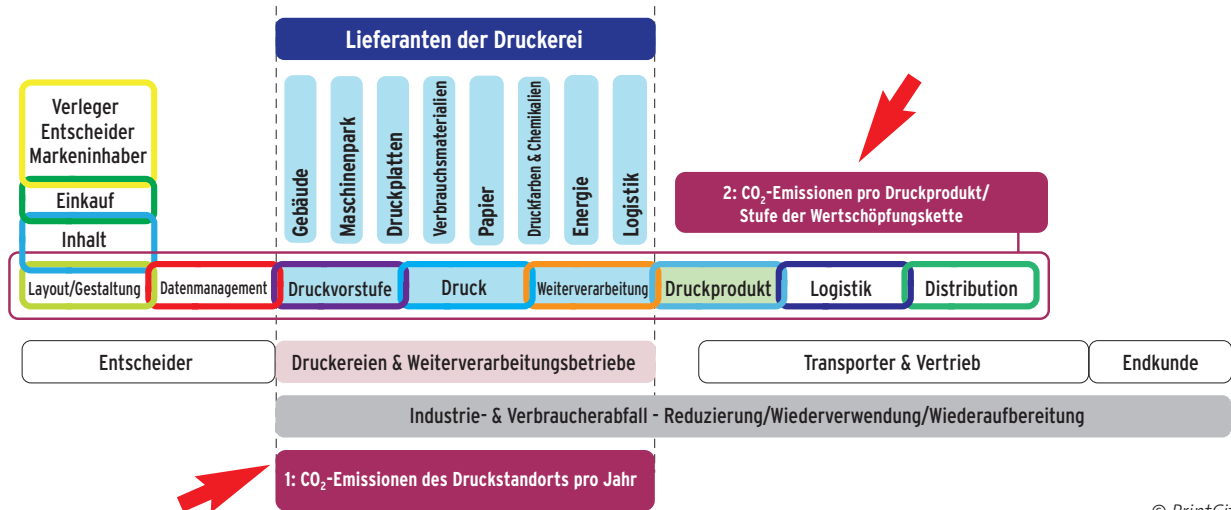 Lieferanten der Druckerei
Verleger
Entscheider
Markeninhaber
Einkauf
Inhalt
Gebäude
Maschinenpark
Druckplatten
Verbrauchsmaterialien
Papier
Druckfarben & Chemikalien
Energie
Logistik
2: CO₂-Emissionen pro Druckprodukt/
Stufe der Wertschöpfungskette
Layout/Gestaltung
Datenmanagement
Druckvorstufe
Druck
Weiterverarbeitung
Druckprodukt
Logistik
Distribution
Entscheider
Druckereien & Weiterverarbeitungsbetriebe
Transporter & Vertrieb
Endkunde
Industrie- & Verbraucherabfall - Reduzierung/Wiederverwendung/Wiederaufbereitung
1: CO₂-Emissionen des Druckstandorts pro Jahr